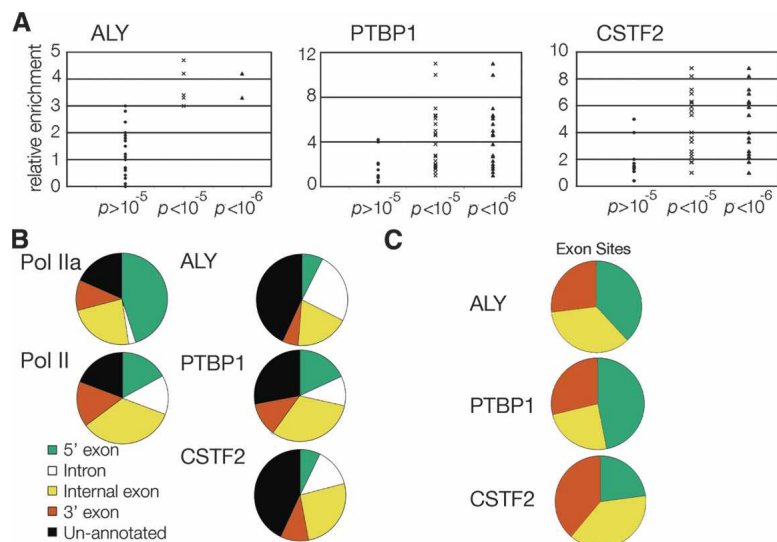 A
ALY
PTBP1
CSTF2
relative enrichment
5
4
3
2
1
0
12
8
4
0
10
8
6
4
2
0
p>10-5 p<10-5 p<10-6
p>10-5 p<10-5 p<10-6
p>10-5 p<10-5 p<10-6
B
Pol IIa
ALY
Pol II
PTBP1
CSTF2
5' exon
Intron
Internal exon
3' exon
Un-annotated
C
Exon Sites
ALY
PTBP1
CSTF2